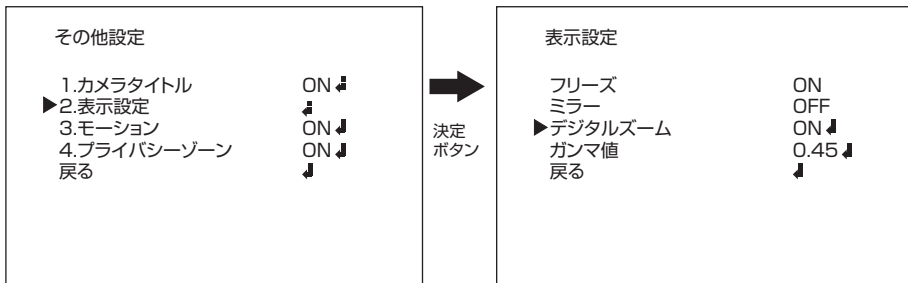 その他設定
1.カメラタイトル ON
2.表示設定
3.モーション ON
4.プライバシーゾーン ON
戻る
決定
ボタン
表示設定
フリーズ ON
ミラー OFF
デジタルズーム ON
ガンマ値 0.45
戻る